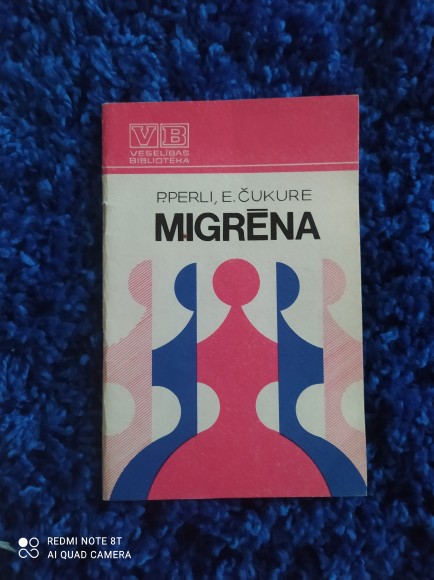 VB
VESELĪBAS
BIBLIOTĒKA
P.PERLI, E.ČUKURE
MIGRĒNA
REDMI NOTE 8T
AI QUAD CAMERA